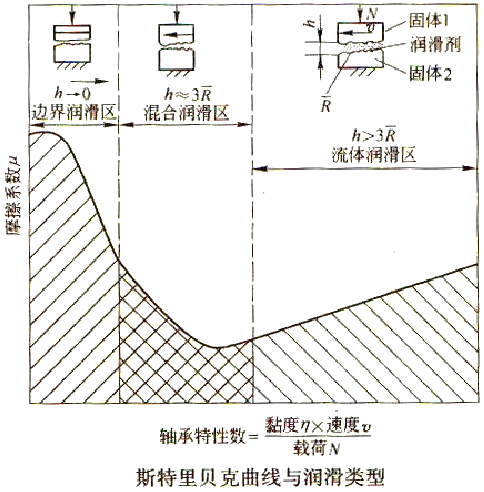 N
v
h
固体1
润滑剂
固体2
R̅
h→0
边界润滑区
h≈3R̅
混合润滑区
h>3R̅
流体润滑区
摩擦系数μ
轴承特性数=黏度η×速度v/载荷N
斯特里贝克曲线与润滑类型